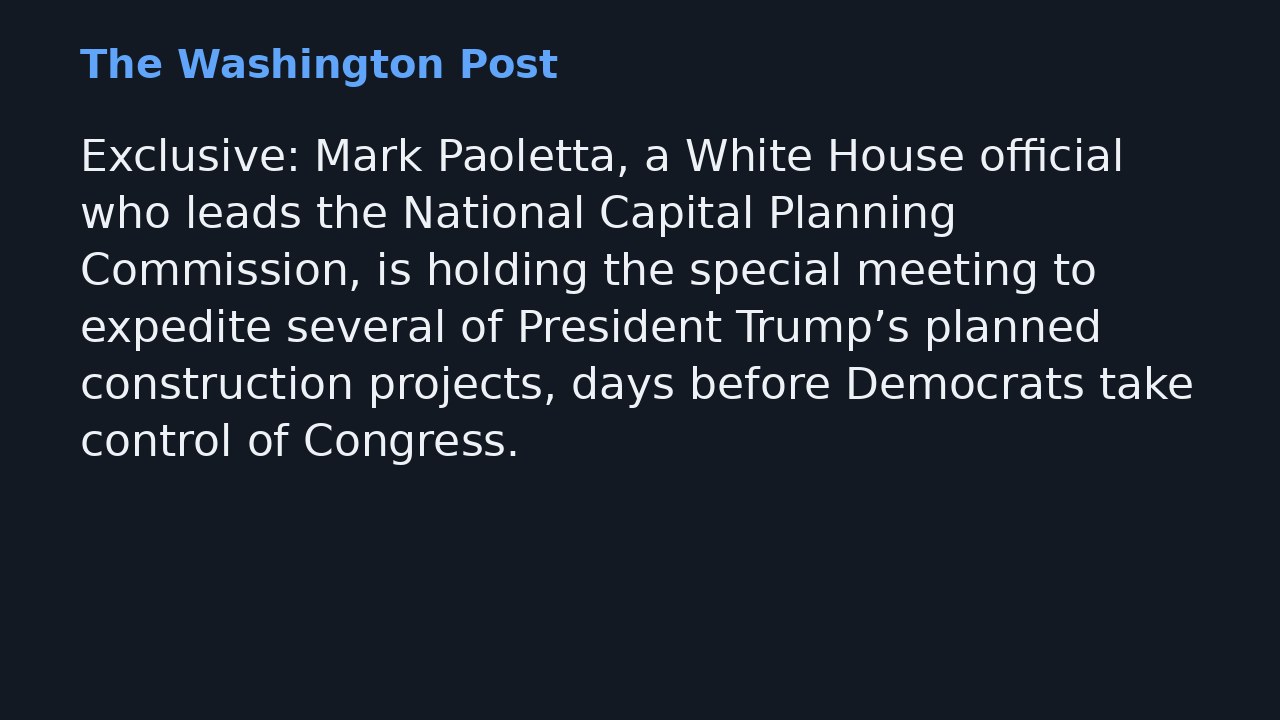 The Washington Post
Exclusive: Mark Paoletta, a White House official
who leads the National Capital Planning
Commission, is holding the special meeting to
expedite several of President Trump’s planned
construction projects, days before Democrats take
control of Congress.